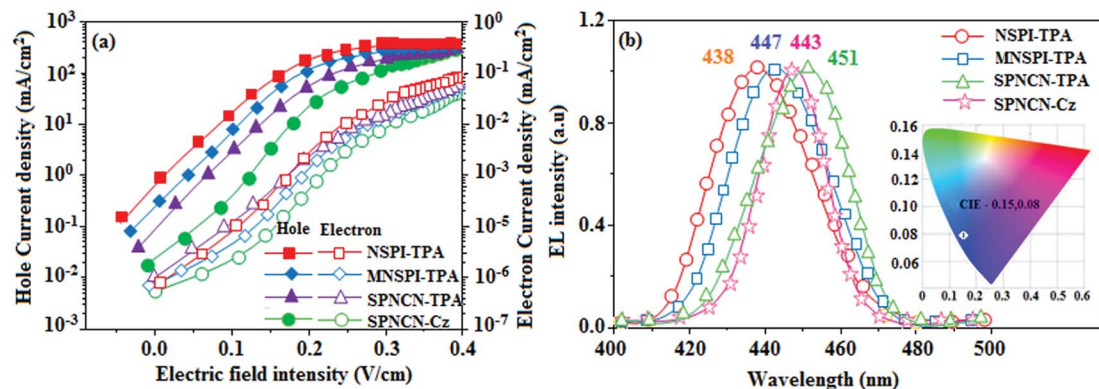 (a)
Hole Current density (mA/cm²)
10³
10²
10¹
10⁰
10⁻¹
10⁻²
10⁻³
Electron Current density (mA/cm²)
10⁰
10⁻¹
10⁻²
10⁻³
10⁻⁴
10⁻⁵
10⁻⁶
10⁻⁷
Hole Electron
NSPI-TPA
MNSPI-TPA
SPNCN-TPA
SPNCN-Cz
0.0 0.1 0.2 0.3 0.4
Electric field intensity (V/cm)
(b)
438 447 443 451
NSPI-TPA
MNSPI-TPA
SPNCN-TPA
SPNCN-Cz
EL intensity (a.u)
1.2
0.9
0.6
0.3
0.0
0.16
0.14
0.12
0.10
0.08
0.06
CIE - 0.15,0.08
0 0.1 0.2 0.3 0.4 0.5 0.6
400 420 440 460 480 500
Wavelength (nm)